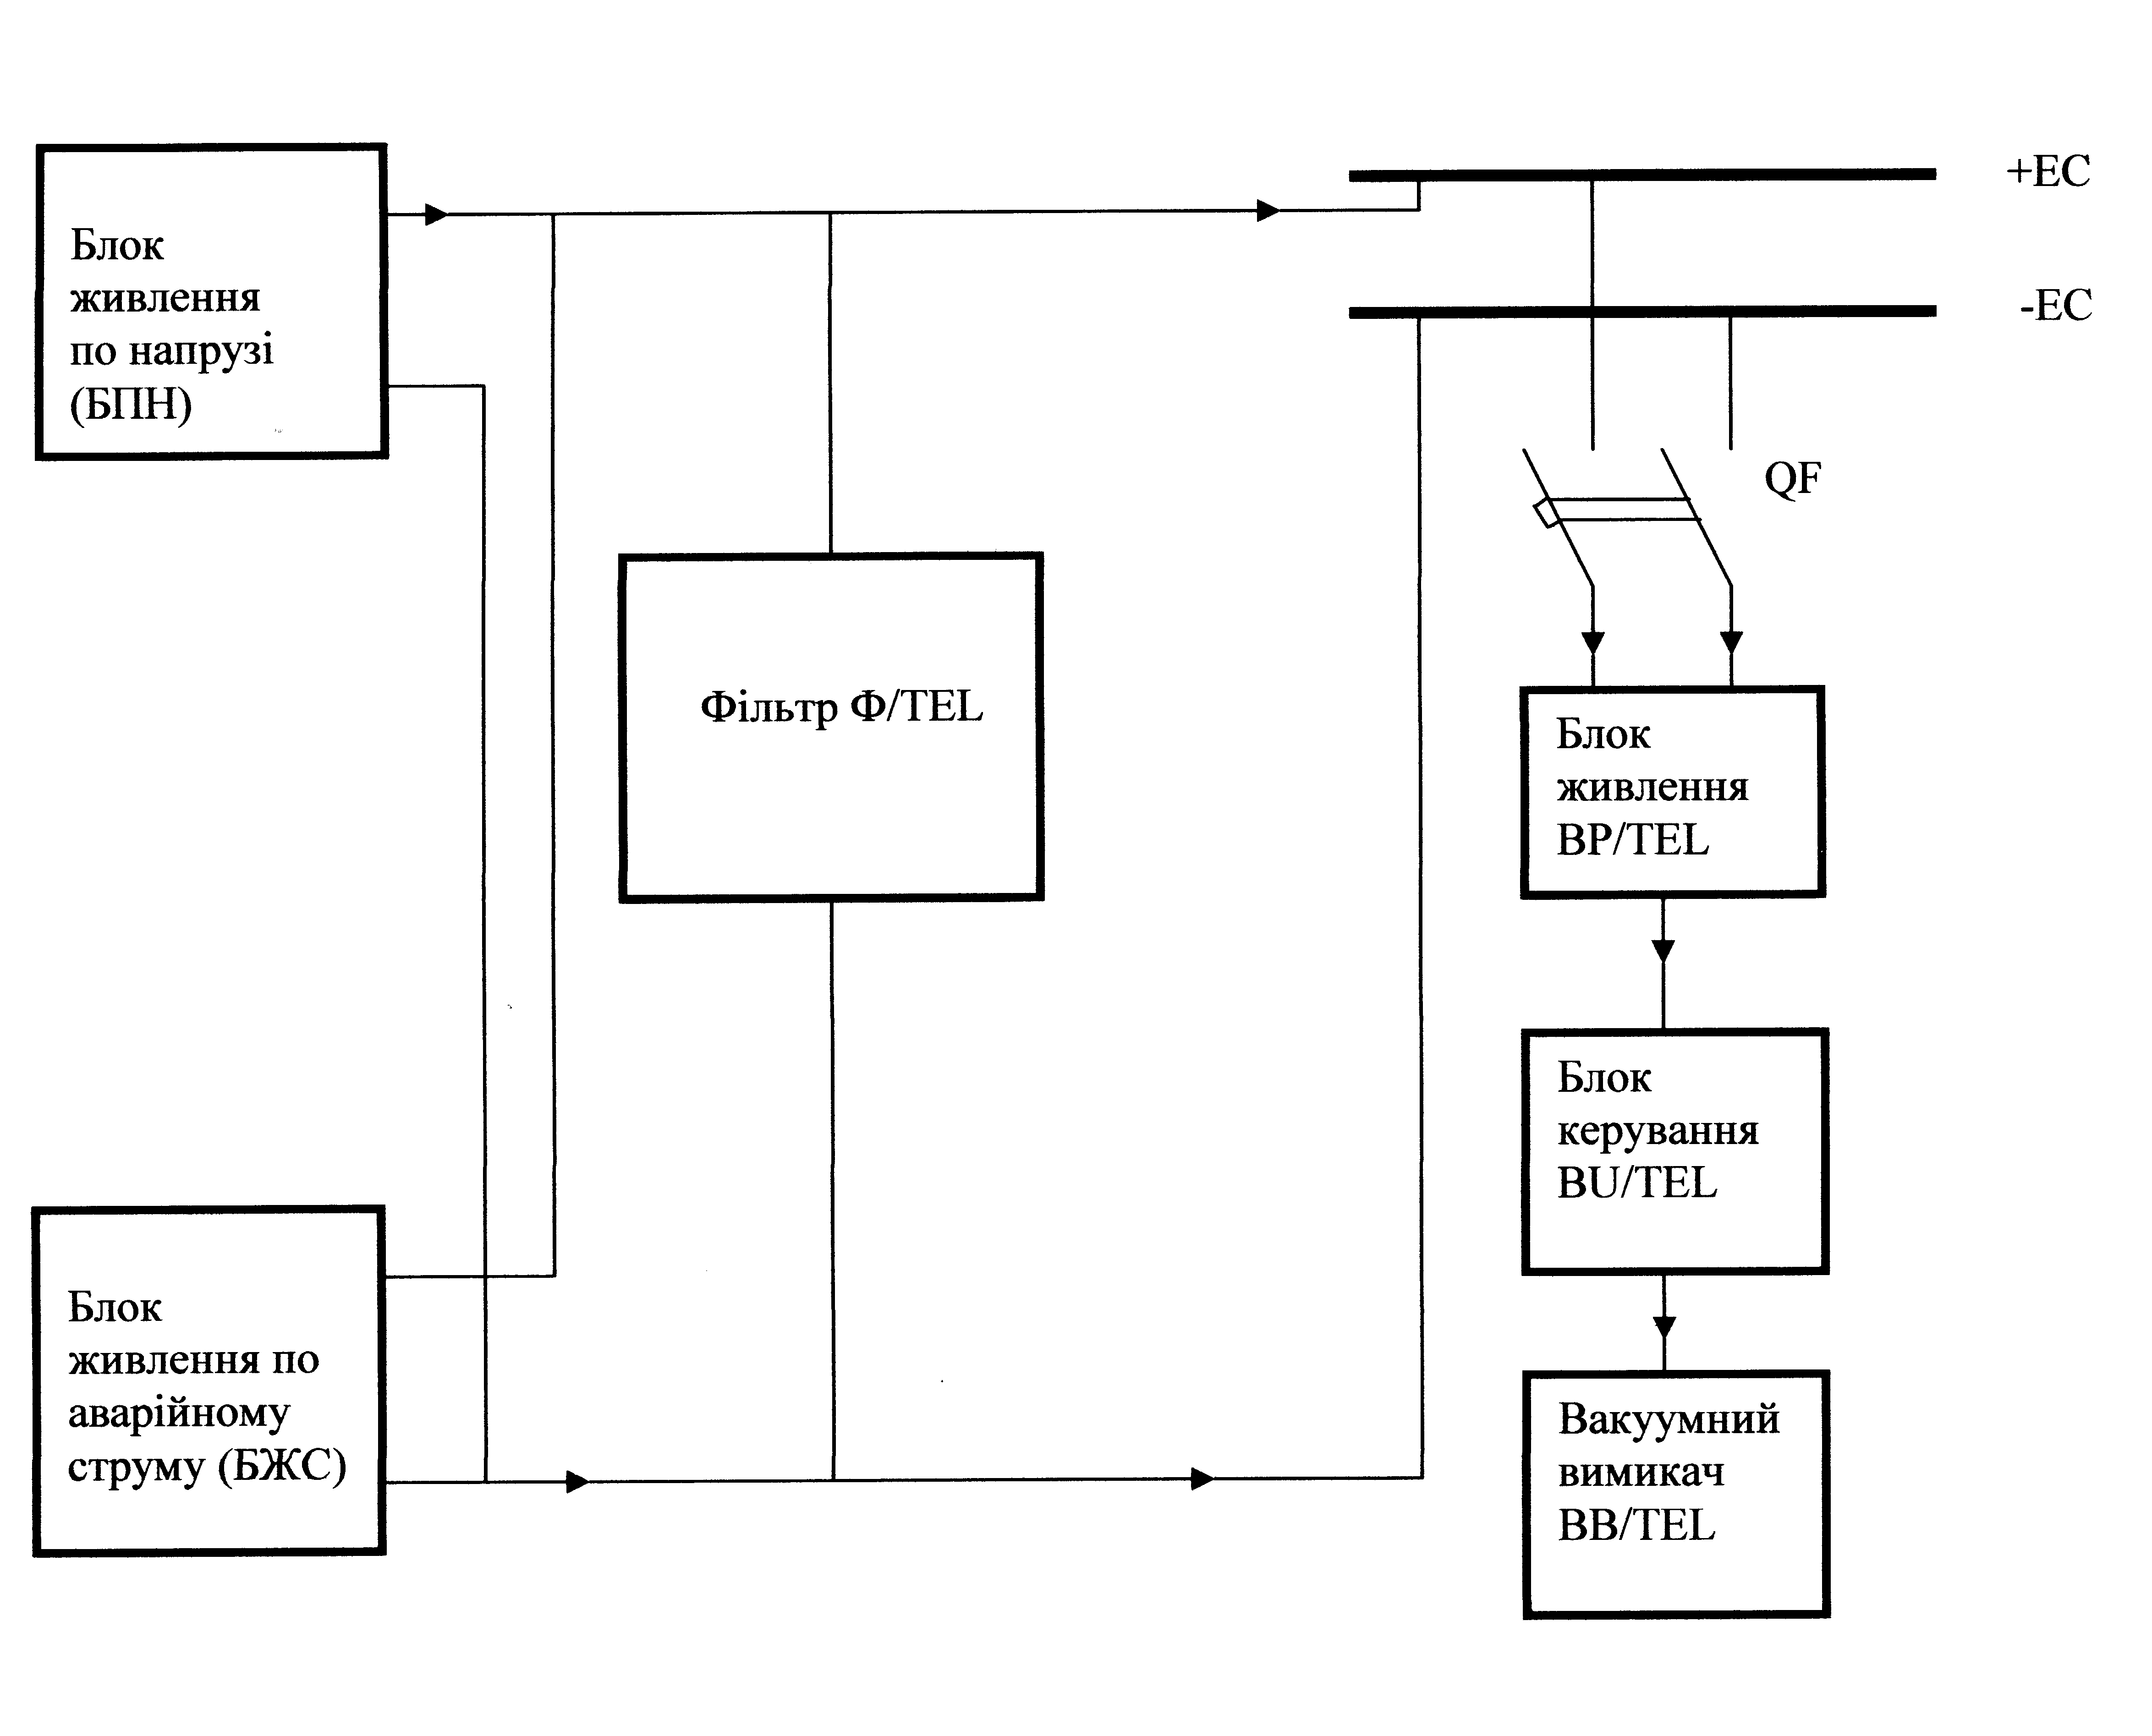 Блок
живлення
по напрузі
(БПН)
+ЕС
-ЕС
QF
Фільтр Ф/TEL
Блок
живлення
BP/TEL
Блок
керування
BU/TEL
Блок
живлення по
аварійному
струму (БЖС)
Вакуумний
вимикач
BB/TEL